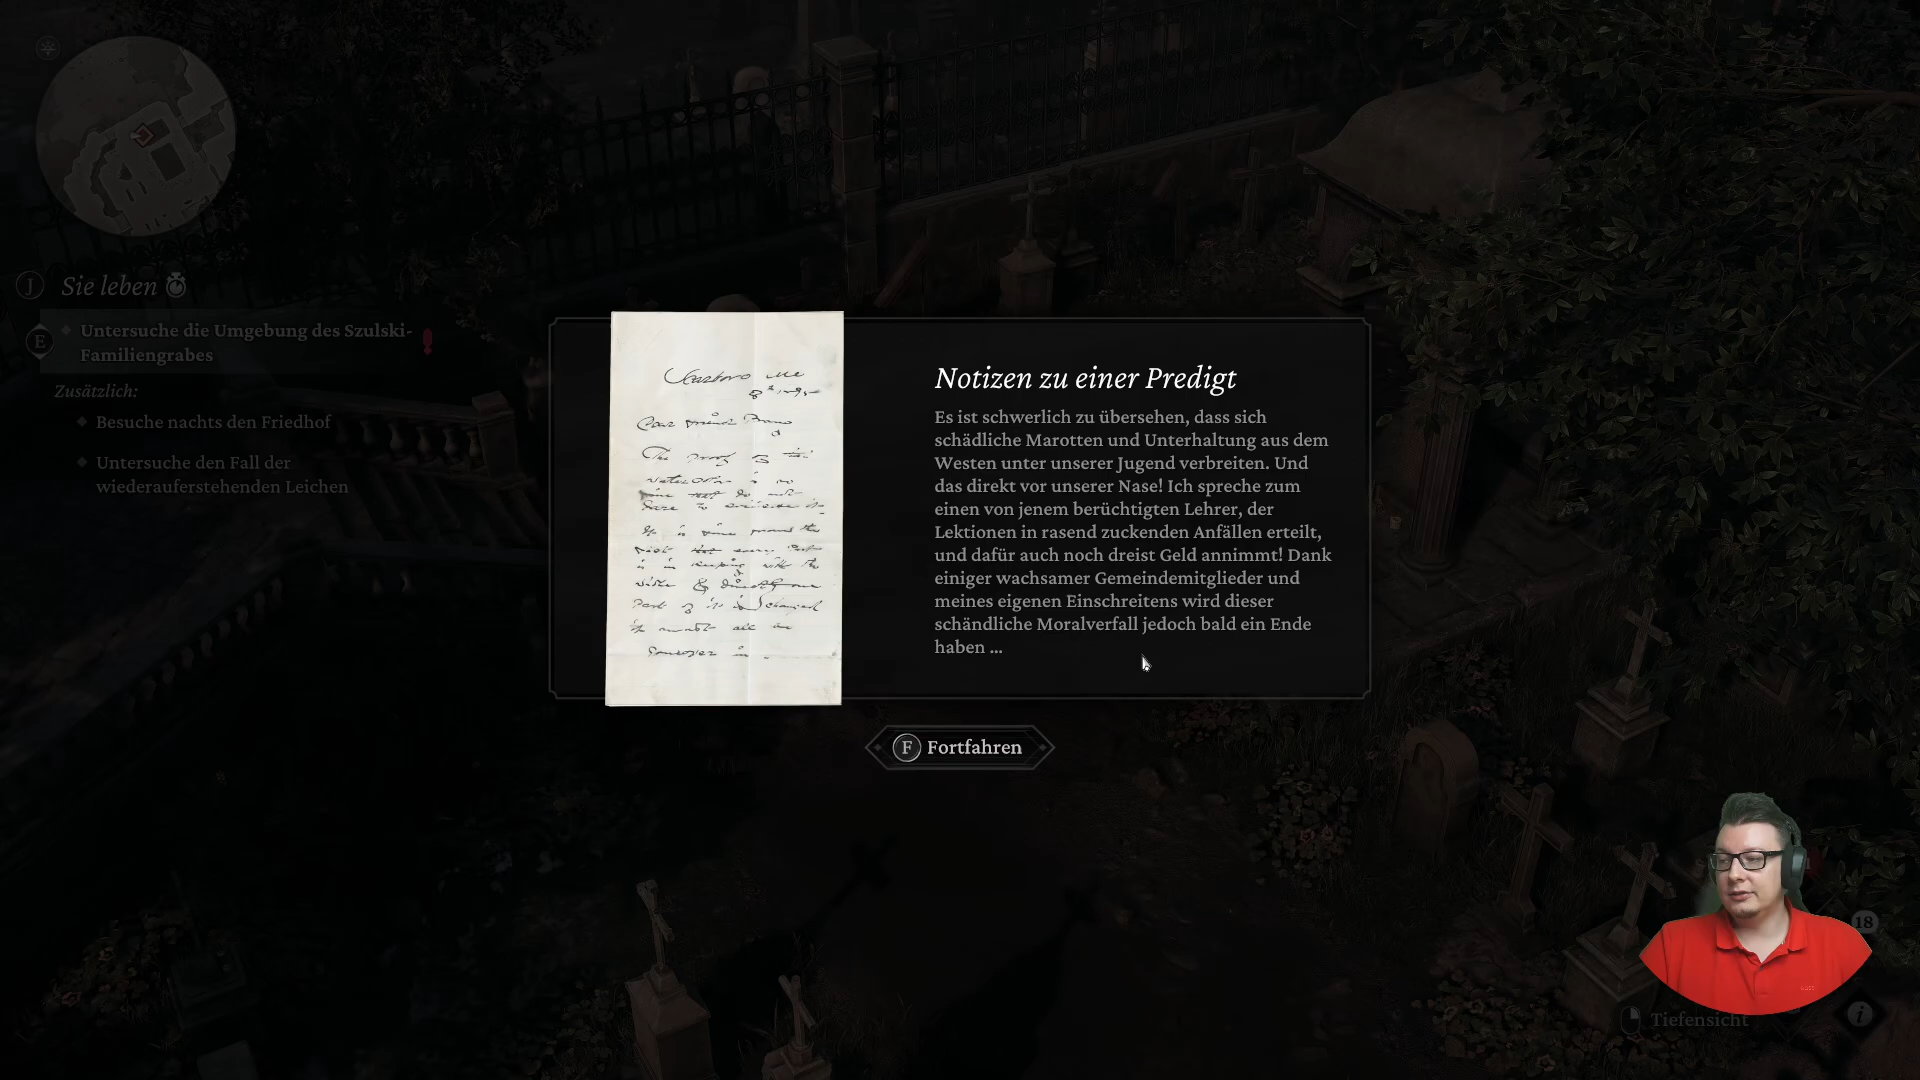 J Sie leben
E Untersuche die Umgebung des Szulski-
Familiengrabes
Zusätzlich:
Besuche nachts den Friedhof
Untersuche den Fall der
wiederauferstehenden Leichen
Notizen zu einer Predigt
Es ist schwerlich zu übersehen, dass sich
schädliche Marotten und Unterhaltung aus dem
Westen unter unserer Jugend verbreiten. Und
das direkt vor unserer Nase! Ich spreche zum
einen von jenem berüchtigten Lehrer, der
Lektionen in rasend zuckenden Anfällen erteilt,
und dafür auch noch dreist Geld annimmt! Dank
einiger wachsamer Gemeindemitglieder und
meines eigenen Einschreitens wird dieser
schändliche Moralverfall jedoch bald ein Ende
haben ...
F Fortfahren
18
Tiefensicht
i